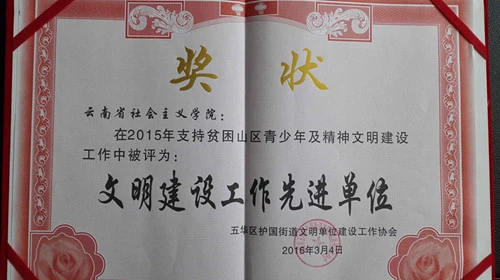 奖状
云南省社会主义学院：
在2015年支持贫困山区青少年及精神文明建设
工作中被评为：
文明建设工作先进单位
五华区护国街道文明单位建设工作协会
2016年3月4日